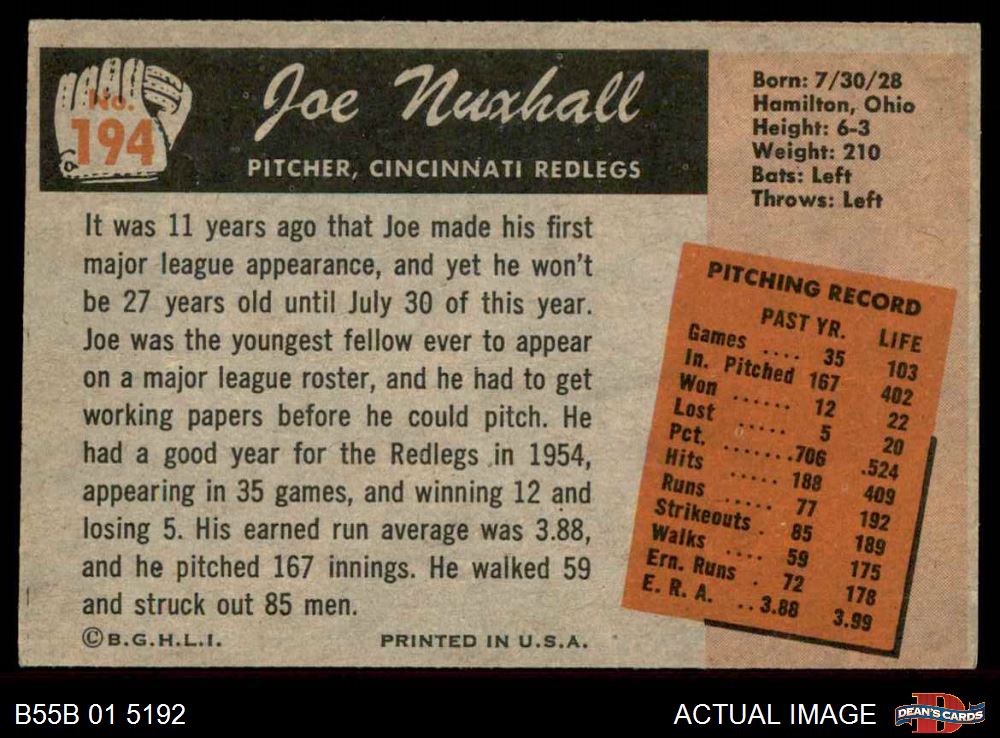 No.
194
Joe Nuxhall
PITCHER, CINCINNATI REDLEGS
Born: 7/30/28
Hamilton, Ohio
Height: 6-3
Weight: 210
Bats: Left
Throws: Left
It was 11 years ago that Joe made his first
major league appearance, and yet he won't
be 27 years old until July 30 of this year.
Joe was the youngest fellow ever to appear
on a major league roster, and he had to get
working papers before he could pitch. He
had a good year for the Redlegs in 1954,
appearing in 35 games, and winning 12 and
losing 5. His earned run average was 3.88,
and he pitched 167 innings. He walked 59
and struck out 85 men.
©B.G.H.L.I. PRINTED IN U.S.A.
PITCHING RECORD
PAST YR. LIFE
Games .... 35 103
In. Pitched 167 402
Won ...... 12 22
Lost ..... 5 20
Pct. .......706 .524
Hits ..... 188 409
Runs ..... 77 192
Strikeouts . 85 189
Walks .... 59 175
Ern. Runs . 72 178
E. R. A. ..3.88 3.99
B55B 01 5192
ACTUAL IMAGE
DEAN'S CARDS